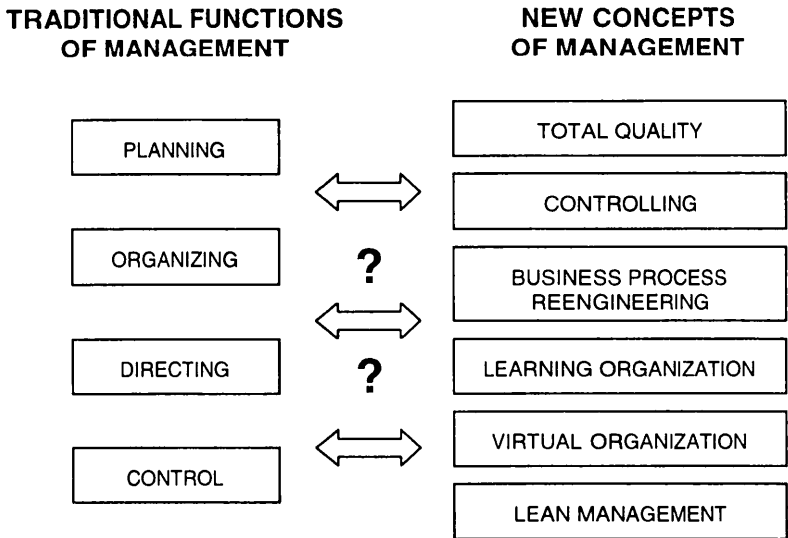 TRADITIONAL FUNCTIONS
OF MANAGEMENT
PLANNING
ORGANIZING
DIRECTING
CONTROL
?
?
NEW CONCEPTS
OF MANAGEMENT
TOTAL QUALITY
CONTROLLING
BUSINESS PROCESS
REENGINEERING
LEARNING ORGANIZATION
VIRTUAL ORGANIZATION
LEAN MANAGEMENT